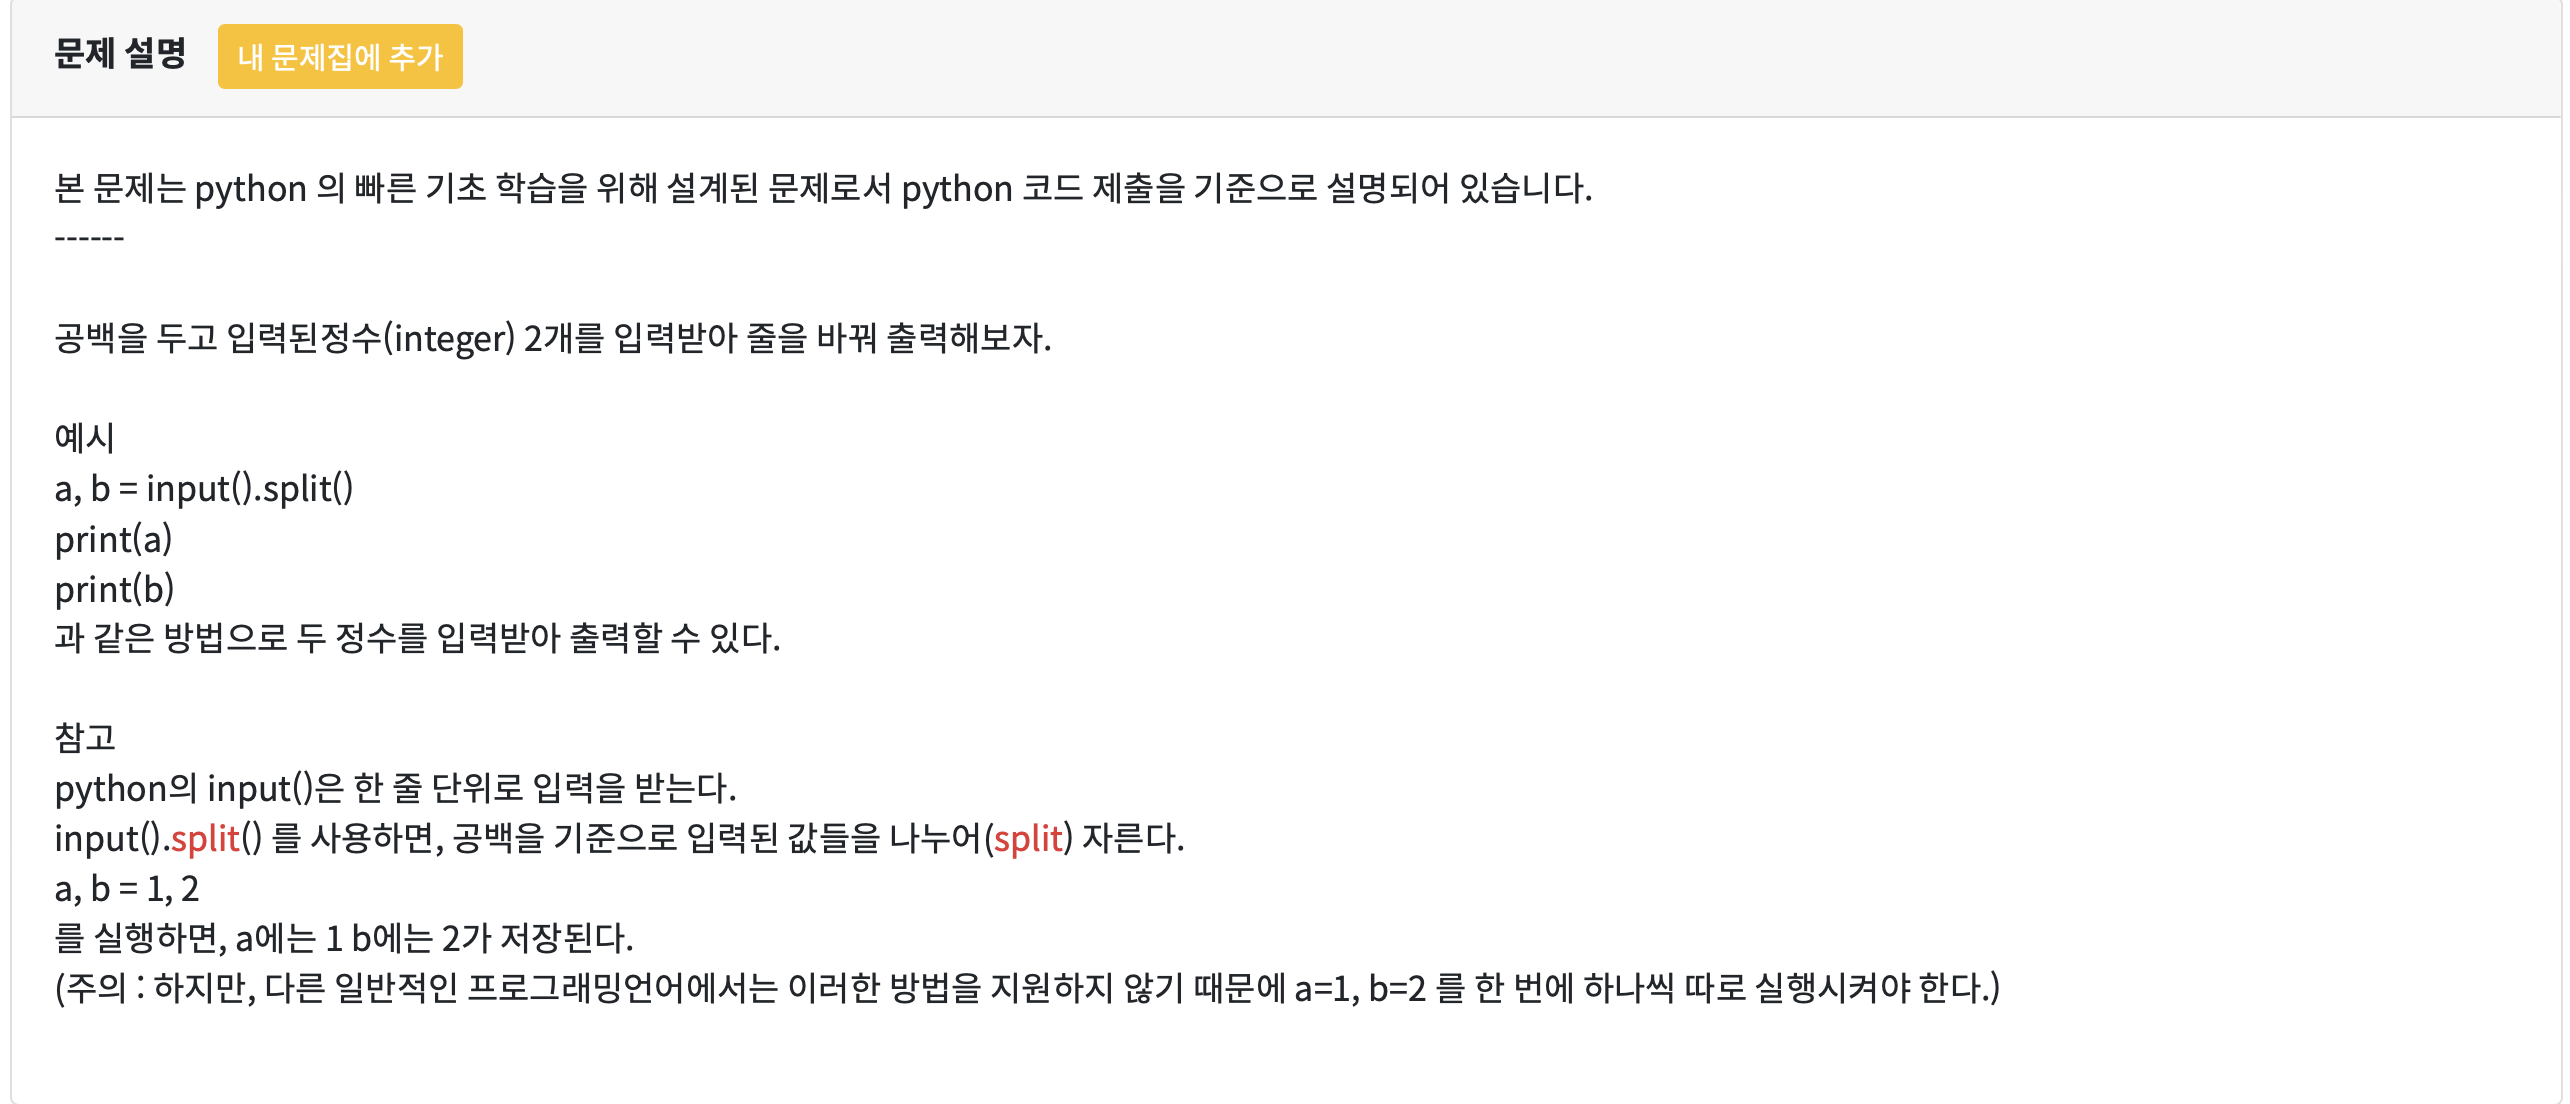 문제 설명 내 문제집에 추가
본 문제는 python 의 빠른 기초 학습을 위해 설계된 문제로서 python 코드 제출을 기준으로 설명되어 있습니다.
------
공백을 두고 입력된정수(integer) 2개를 입력받아 줄을 바꿔 출력해보자.
예시
a, b = input().split()
print(a)
print(b)
과 같은 방법으로 두 정수를 입력받아 출력할 수 있다.
참고
python의 input()은 한 줄 단위로 입력을 받는다.
input().split() 를 사용하면, 공백을 기준으로 입력된 값들을 나누어(split) 자른다.
a, b = 1, 2
를 실행하면, a에는 1 b에는 2가 저장된다.
(주의 : 하지만, 다른 일반적인 프로그래밍언어에서는 이러한 방법을 지원하지 않기 때문에 a=1, b=2 를 한 번에 하나씩 따로 실행시켜야 한다.)